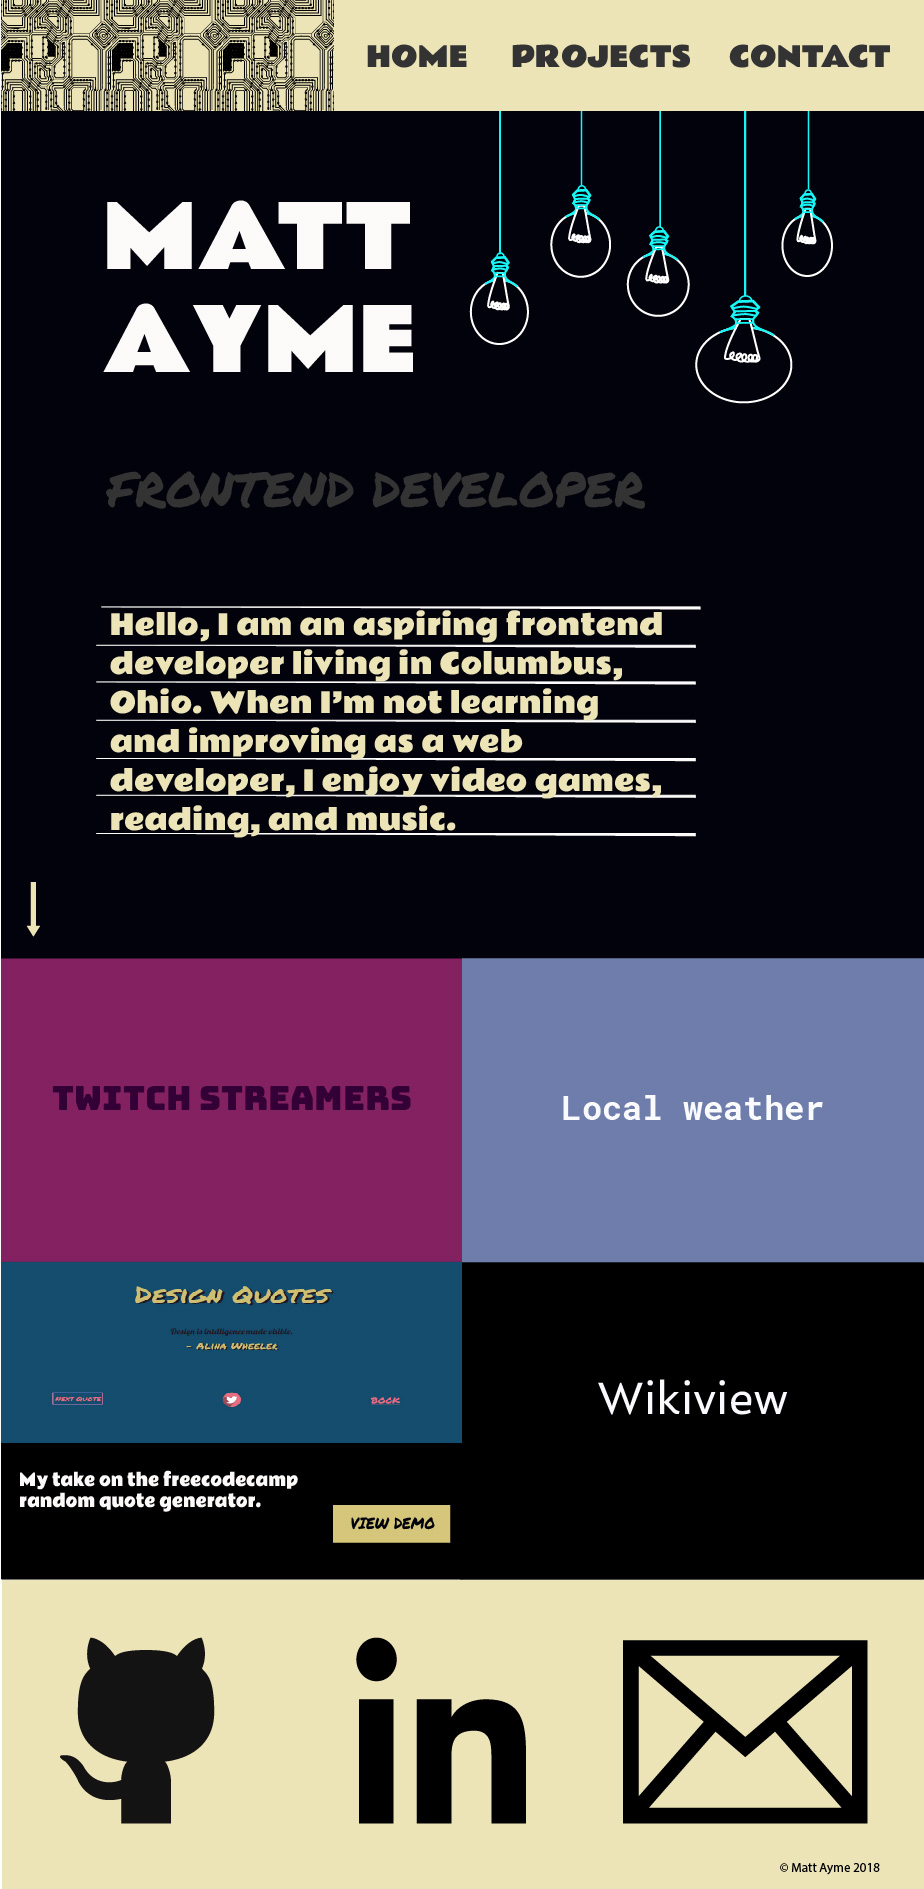 HOME PROJECTS CONTACT
MATT
AYME
FRONTEND DEVELOPER
Hello, I am an aspiring frontend
developer living in Columbus,
Ohio. When I'm not learning
and improving as a web
developer, I enjoy video games,
reading, and music.
TWITCH STREAMERS
Local weather
Design Quotes
Design is intelligence made visible.
- Alina Wheeler
Next Quote
Book
Wikiview
My take on the freecodecamp
random quote generator.
VIEW DEMO
in
© Matt Ayme 2018